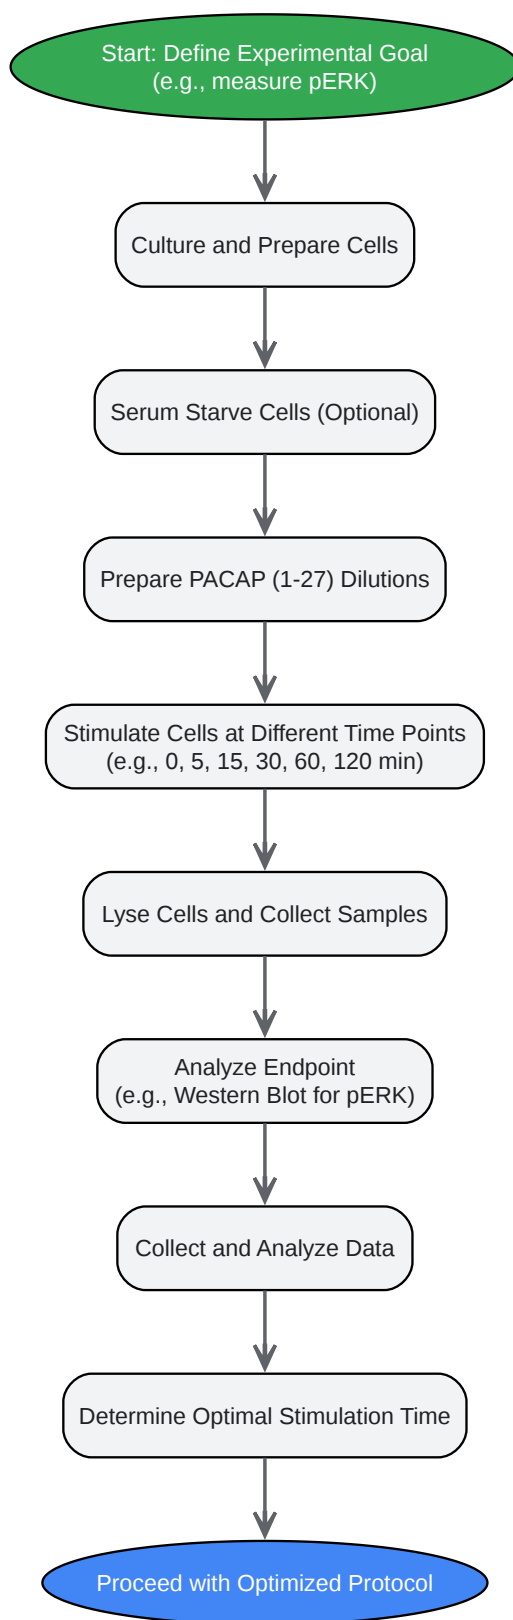 Start: Define Experimental Goal
(e.g., measure pERK)
Culture and Prepare Cells
Serum Starve Cells (Optional)
Prepare PACAP (1-27) Dilutions
Stimulate Cells at Different Time Points
(e.g., 0, 5, 15, 30, 60, 120 min)
Lyse Cells and Collect Samples
Analyze Endpoint
(e.g., Western Blot for pERK)
Collect and Analyze Data
Determine Optimal Stimulation Time
Proceed with Optimized Protocol